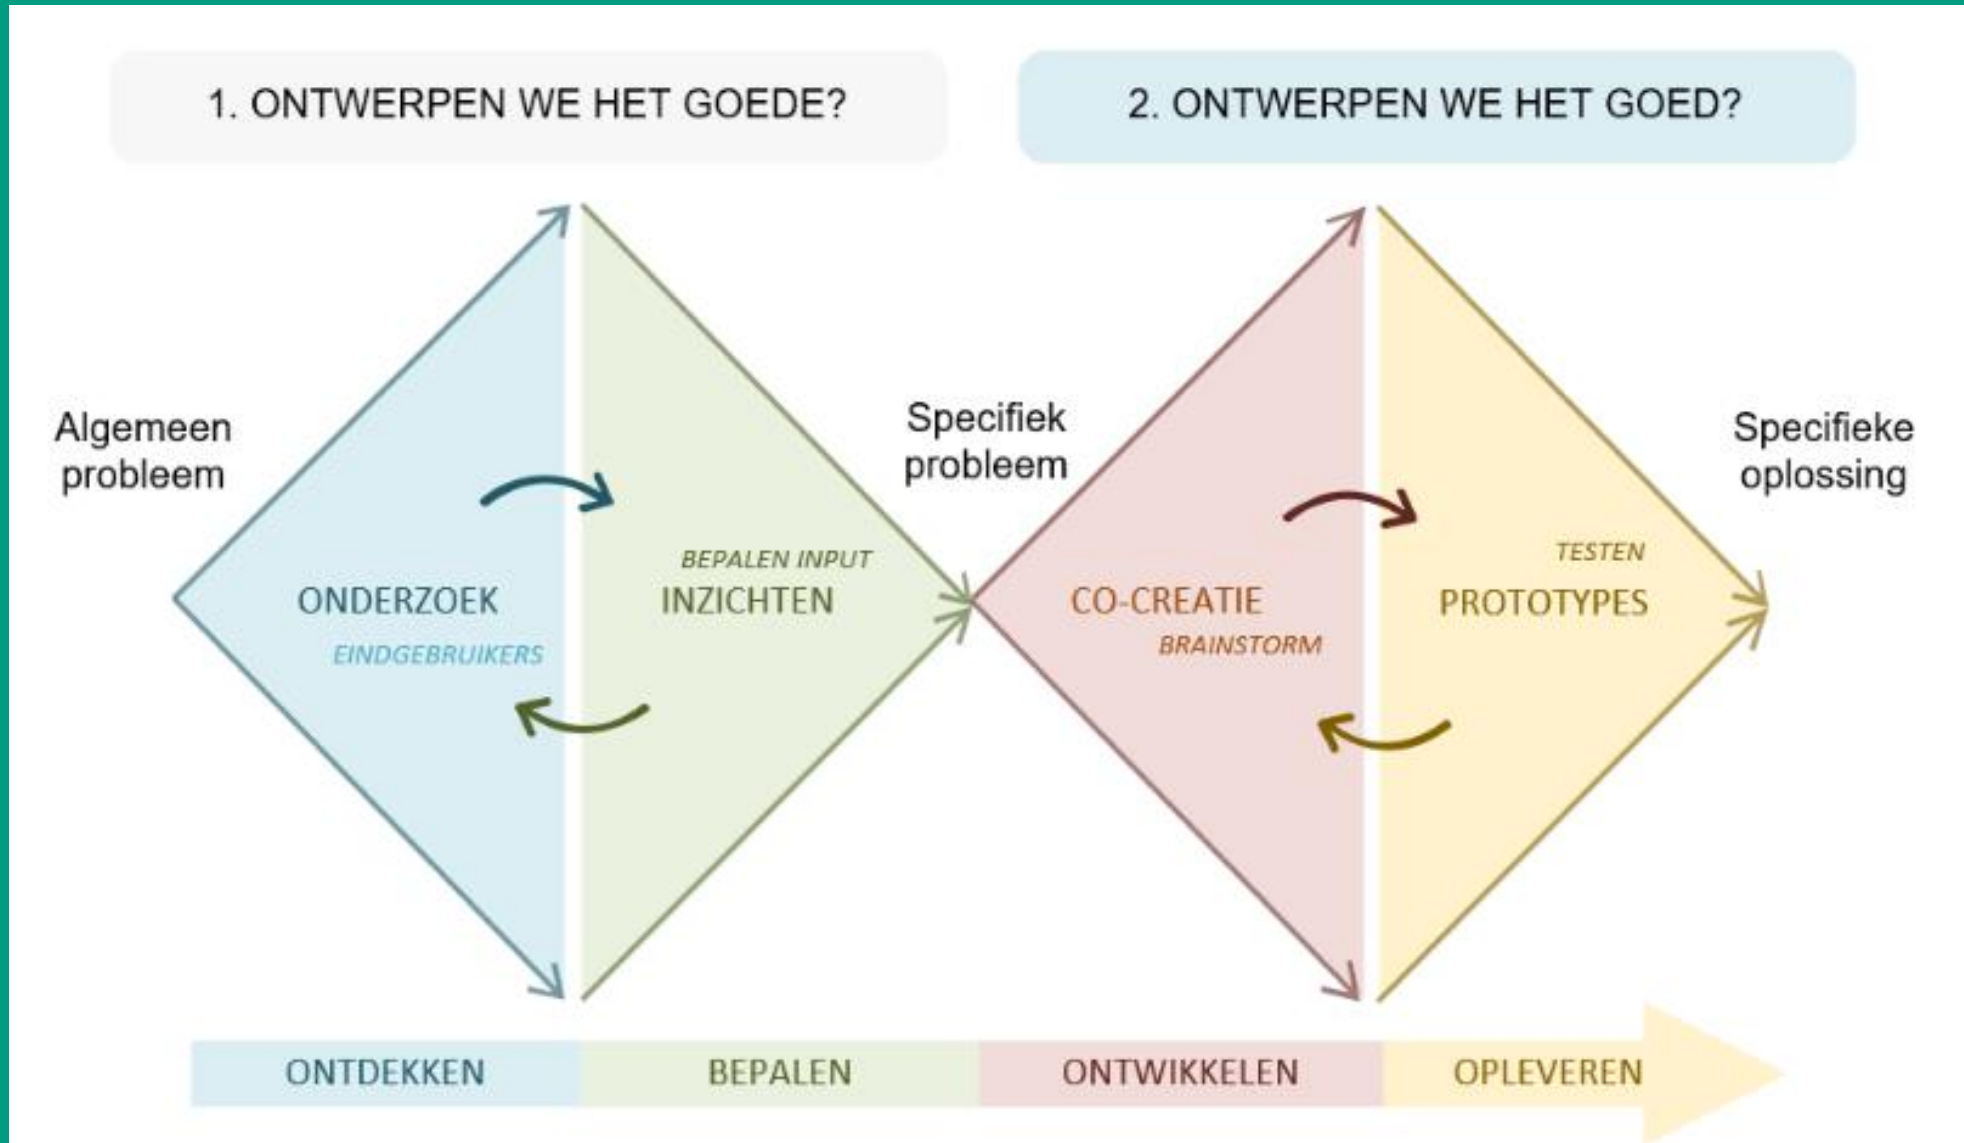 1. ONTWERPEN WE HET GOEDE?
2. ONTWERPEN WE HET GOED?
Algemeen
probleem
Specifiek
probleem
Specifieke
oplossing
ONDERZOEK
EINDGEBRUIKERS
BEPALEN INPUT
INZICHTEN
CO-CREATIE
BRAINSTORM
TESTEN
PROTOTYPES
ONTDEKKEN
BEPALEN
ONTWIKKELEN
OPLEVEREN